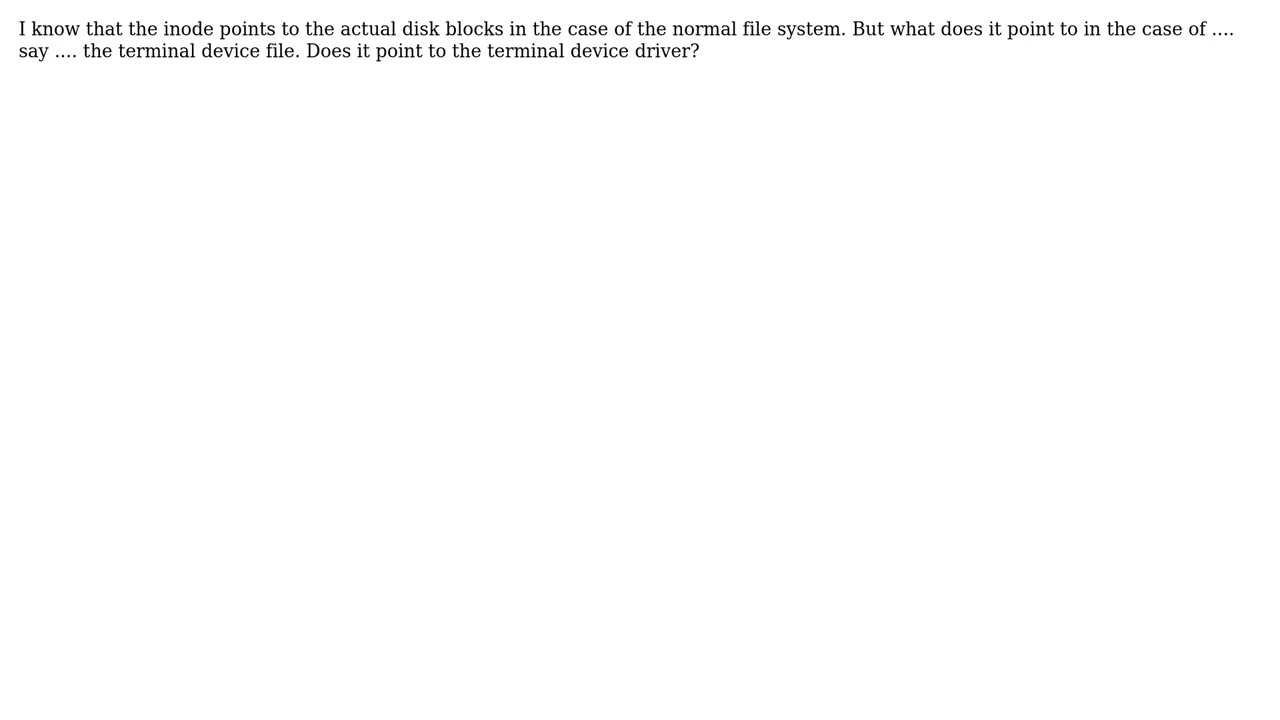 I know that the inode points to the actual disk blocks in the case of the normal file system. But what does it point to in the case of ....
say .... the terminal device file. Does it point to the terminal device driver?